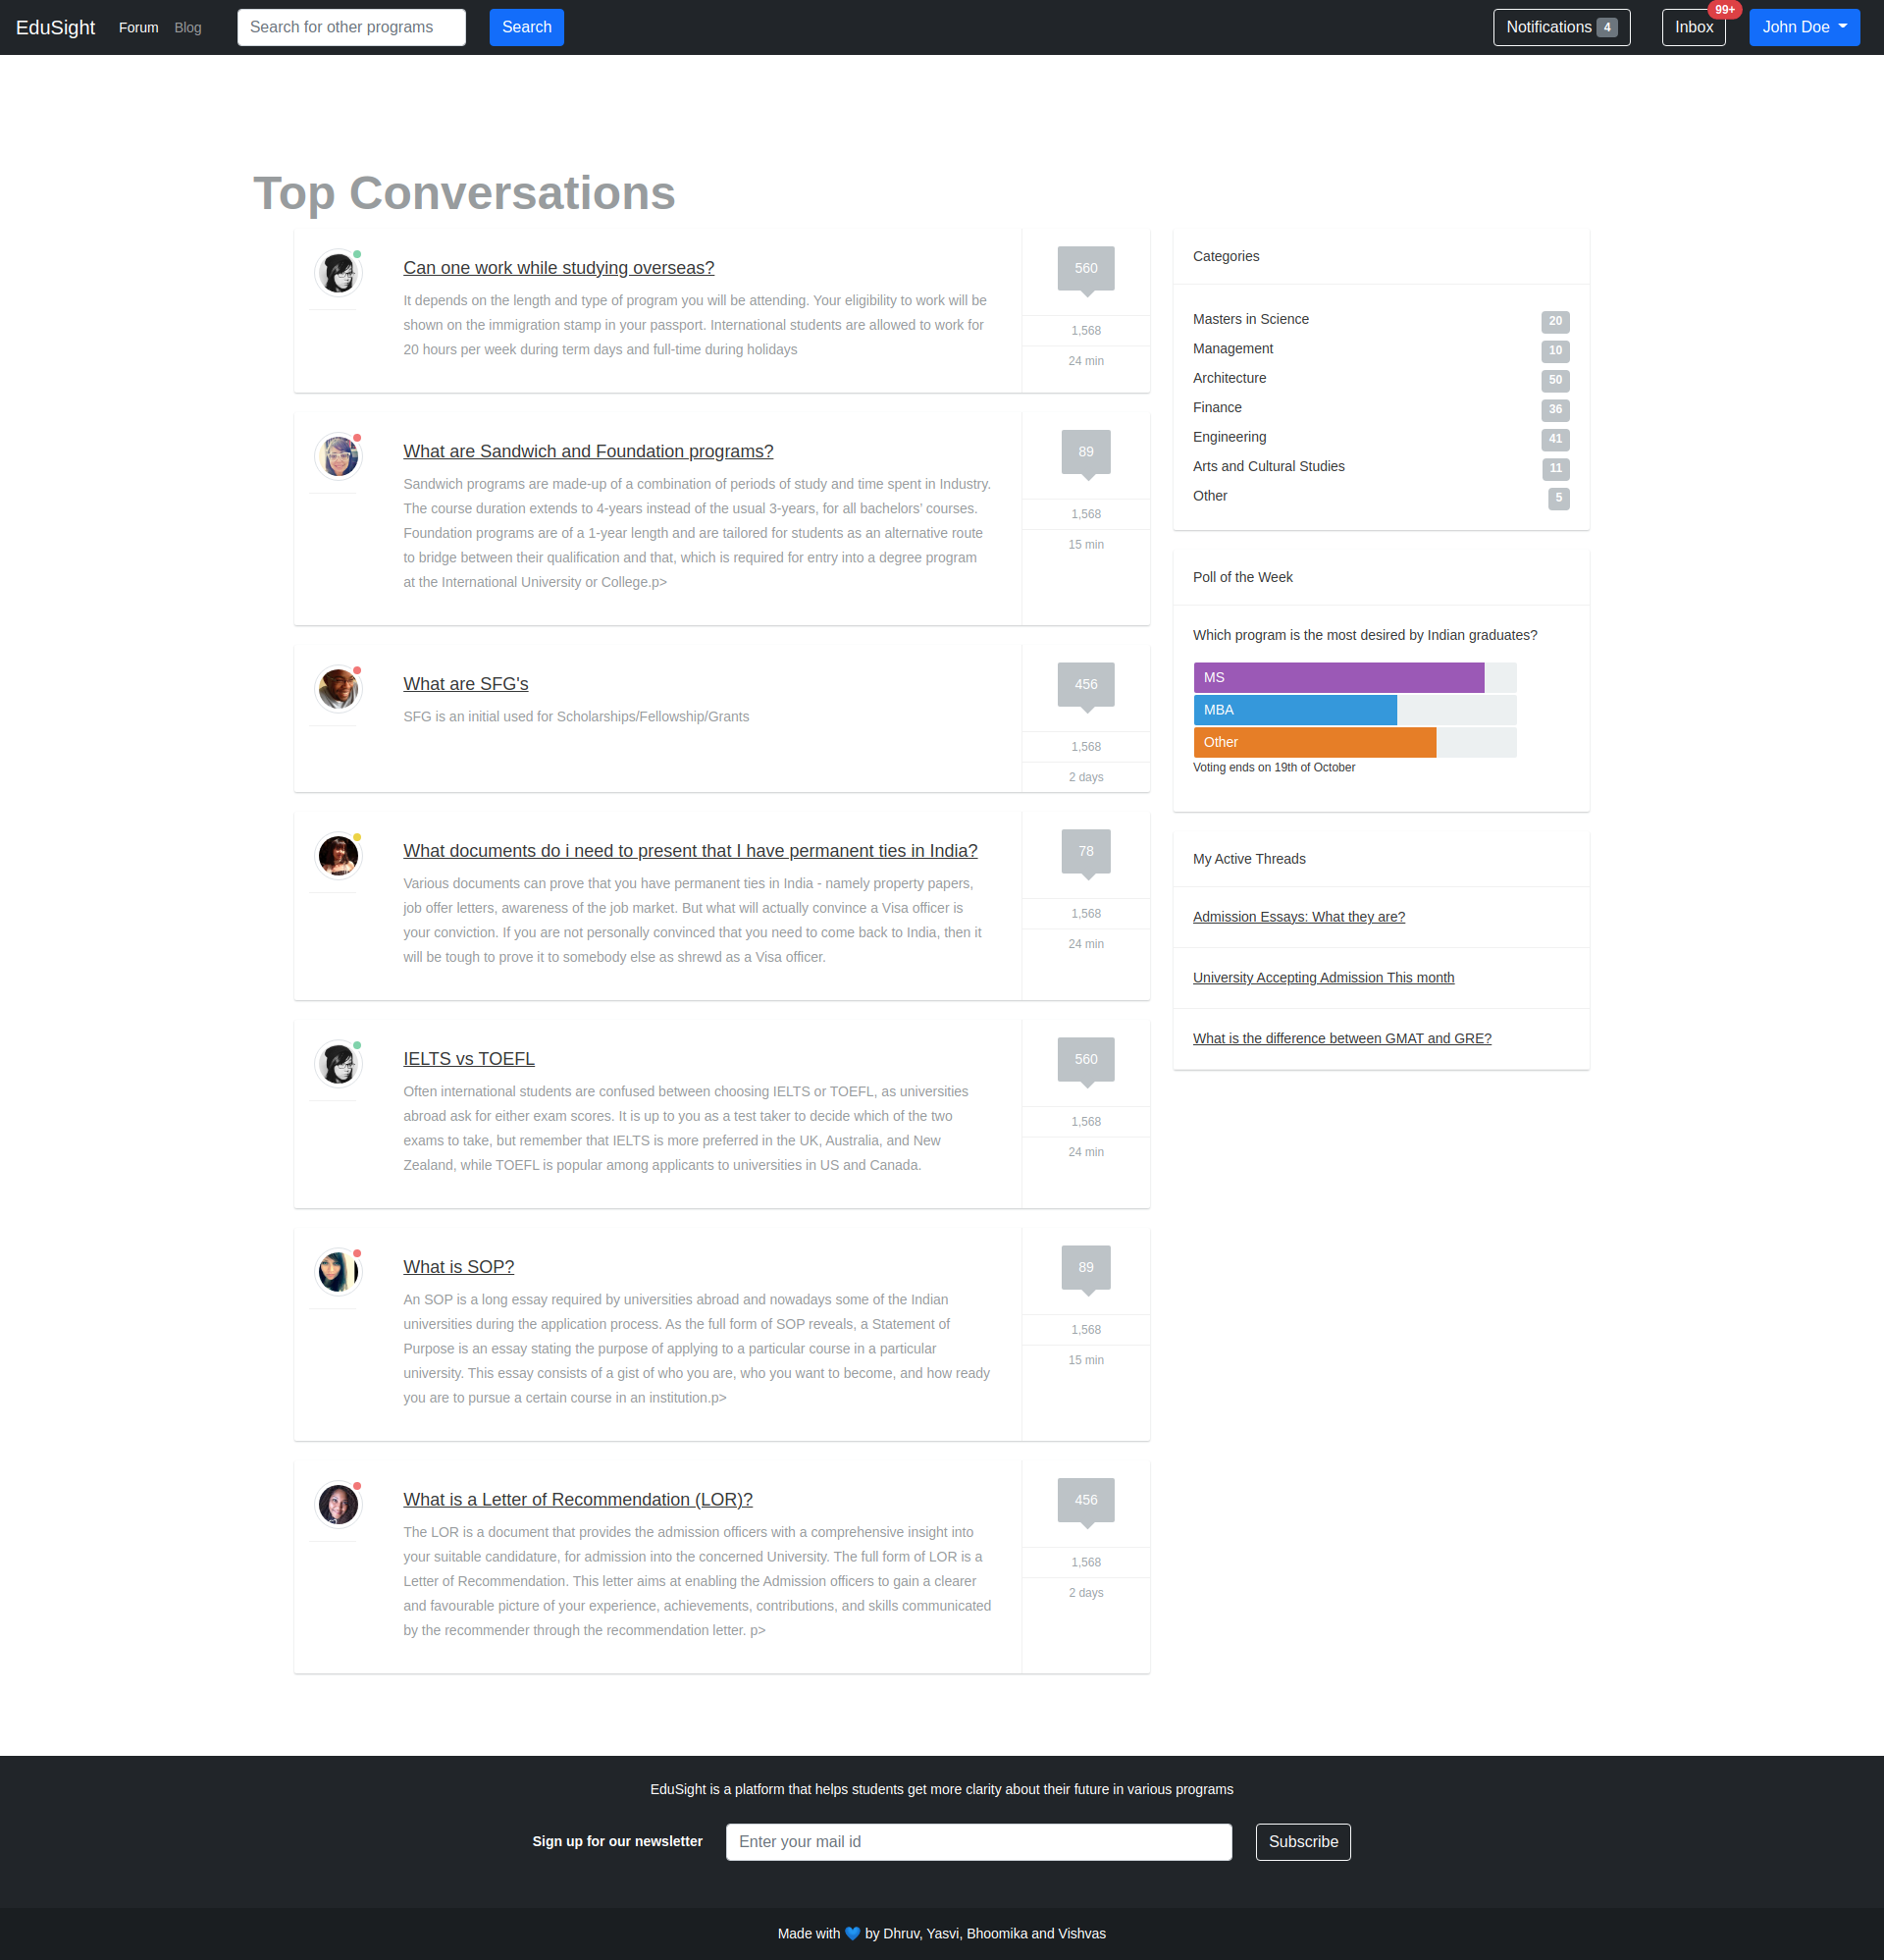 EduSight Forum Blog Search for other programs Search Notifications 4 Inbox 99+ John Doe
Top Conversations
Can one work while studying overseas?
It depends on the length and type of program you will be attending. Your eligibility to work will be
shown on the immigration stamp in your passport. International students are allowed to work for
20 hours per week during term days and full-time during holidays
560
1,568
24 min
What are Sandwich and Foundation programs?
Sandwich programs are made-up of a combination of periods of study and time spent in Industry.
The course duration extends to 4-years instead of the usual 3-years, for all bachelors’ courses.
Foundation programs are of a 1-year length and are tailored for students as an alternative route
to bridge between their qualification and that, which is required for entry into a degree program
at the International University or College.p>
89
1,568
15 min
What are SFG's
SFG is an initial used for Scholarships/Fellowship/Grants
456
1,568
2 days
What documents do i need to present that I have permanent ties in India?
Various documents can prove that you have permanent ties in India - namely property papers,
job offer letters, awareness of the job market. But what will actually convince a Visa officer is
your conviction. If you are not personally convinced that you need to come back to India, then it
will be tough to prove it to somebody else as shrewd as a Visa officer.
78
1,568
24 min
IELTS vs TOEFL
Often international students are confused between choosing IELTS or TOEFL, as universities
abroad ask for either exam scores. It is up to you as a test taker to decide which of the two
exams to take, but remember that IELTS is more preferred in the UK, Australia, and New
Zealand, while TOEFL is popular among applicants to universities in US and Canada.
560
1,568
24 min
What is SOP?
An SOP is a long essay required by universities abroad and nowadays some of the Indian
universities during the application process. As the full form of SOP reveals, a Statement of
Purpose is an essay stating the purpose of applying to a particular course in a particular
university. This essay consists of a gist of who you are, who you want to become, and how ready
you are to pursue a certain course in an institution.p>
89
1,568
15 min
What is a Letter of Recommendation (LOR)?
The LOR is a document that provides the admission officers with a comprehensive insight into
your suitable candidature, for admission into the concerned University. The full form of LOR is a
Letter of Recommendation. This letter aims at enabling the Admission officers to gain a clearer
and favourable picture of your experience, achievements, contributions, and skills communicated
by the recommender through the recommendation letter. p>
456
1,568
2 days
Categories
Masters in Science 20
Management 10
Architecture 50
Finance 36
Engineering 41
Arts and Cultural Studies 11
Other 5
Poll of the Week
Which program is the most desired by Indian graduates?
MS
MBA
Other
Voting ends on 19th of October
My Active Threads
Admission Essays: What they are?
University Accepting Admission This month
What is the difference between GMAT and GRE?
EduSight is a platform that helps students get more clarity about their future in various programs
Sign up for our newsletter Enter your mail id Subscribe
Made with 💙 by Dhruv, Yasvi, Bhoomika and Vishvas